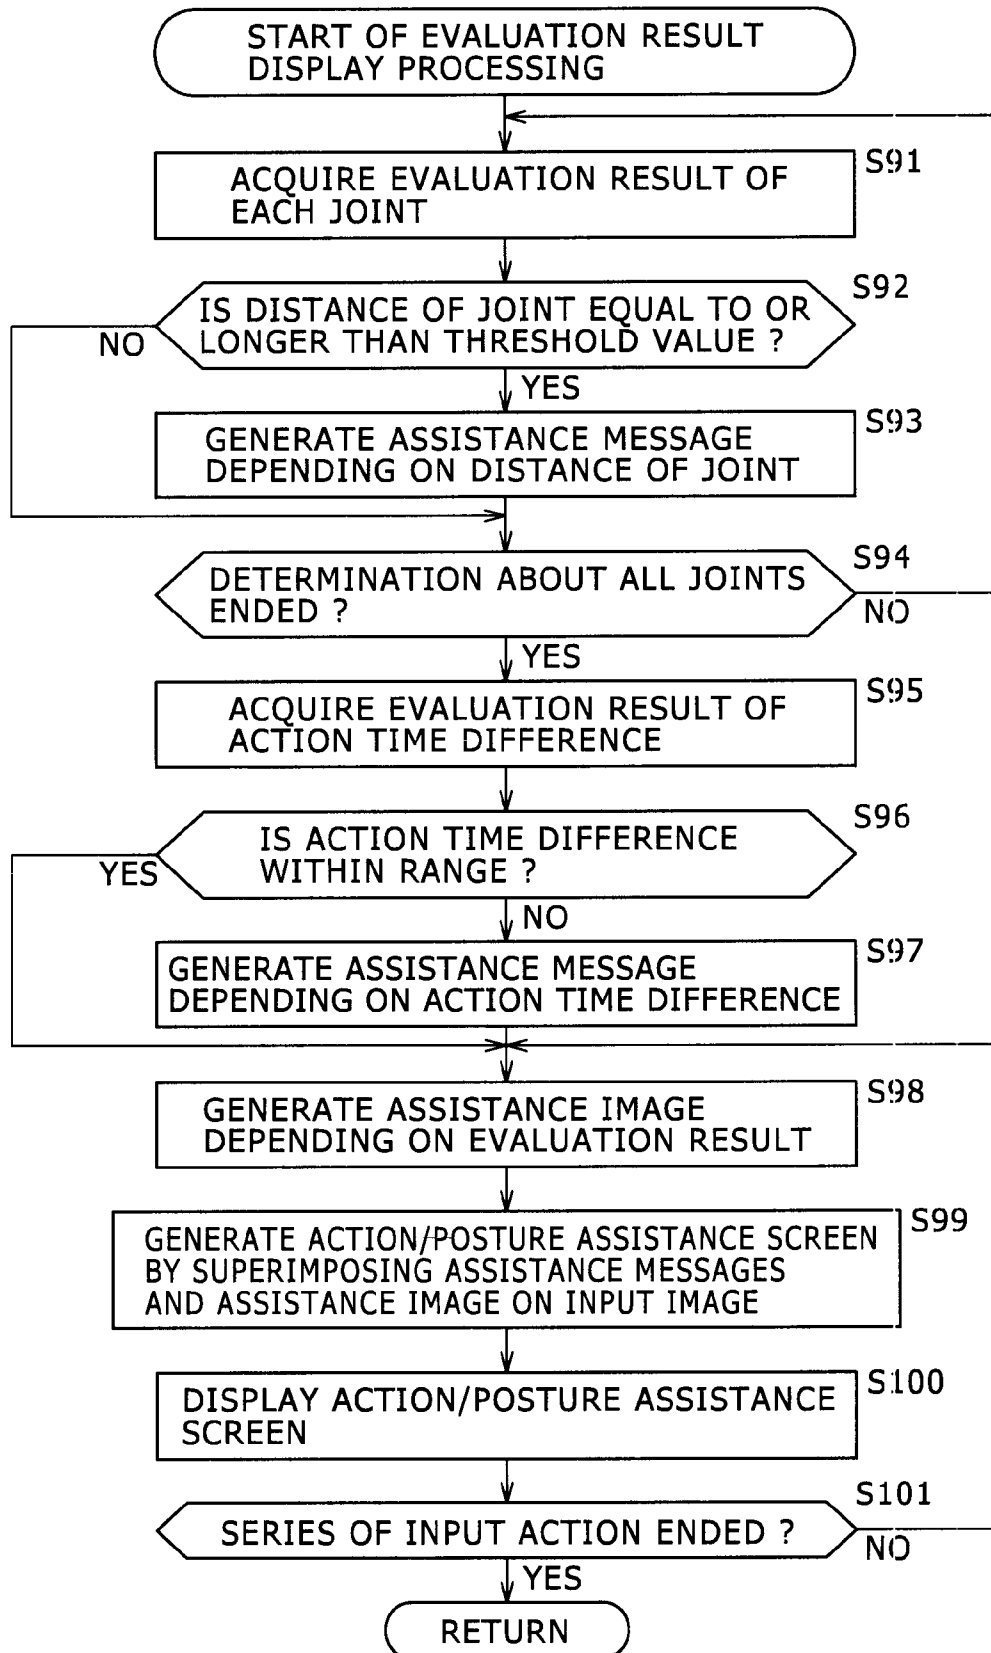 START OF EVALUATION RESULT
DISPLAY PROCESSING
S91
ACQUIRE EVALUATION RESULT OF
EACH JOINT
S92
IS DISTANCE OF JOINT EQUAL TO OR
LONGER THAN THRESHOLD VALUE ?
NO
YES
S93
GENERATE ASSISTANCE MESSAGE
DEPENDING ON DISTANCE OF JOINT
S94
DETERMINATION ABOUT ALL JOINTS
ENDED ?
NO
YES
S95
ACQUIRE EVALUATION RESULT OF
ACTION TIME DIFFERENCE
S96
IS ACTION TIME DIFFERENCE
WITHIN RANGE ?
YES
NO
S97
GENERATE ASSISTANCE MESSAGE
DEPENDING ON ACTION TIME DIFFERENCE
S98
GENERATE ASSISTANCE IMAGE
DEPENDING ON EVALUATION RESULT
S99
GENERATE ACTION/POSTURE ASSISTANCE SCREEN
BY SUPERIMPOSING ASSISTANCE MESSAGES
AND ASSISTANCE IMAGE ON INPUT IMAGE
S100
DISPLAY ACTION/POSTURE ASSISTANCE
SCREEN
S101
SERIES OF INPUT ACTION ENDED ?
NO
YES
RETURN